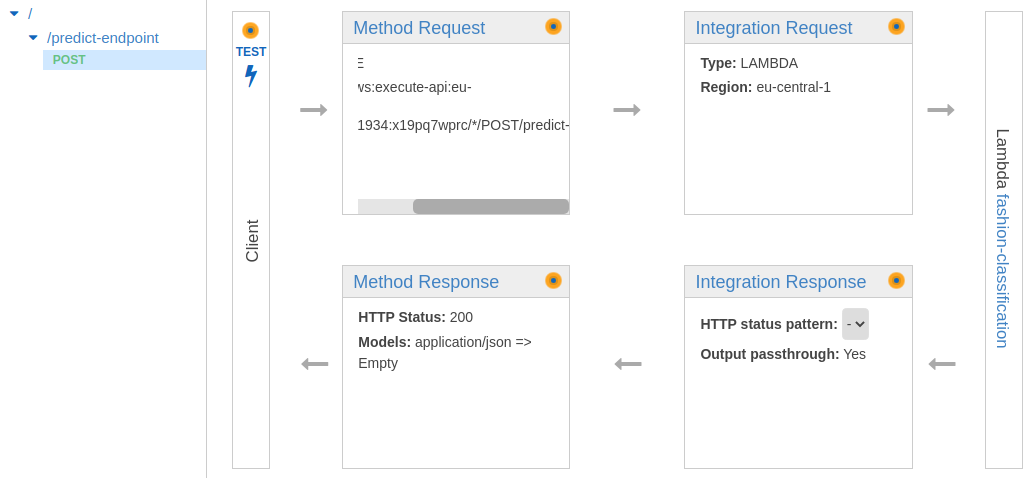 /
/predict-endpoint
POST
TEST
Client
Method Request
E
vs:execute-api:eu-
1934:x19pq7wprc/*/POST/predict-
Integration Request
Type: LAMBDA
Region: eu-central-1
Lambda fashion-classification
Method Response
HTTP Status: 200
Models: application/json =>
Empty
Integration Response
HTTP status pattern: -
Output passthrough: Yes